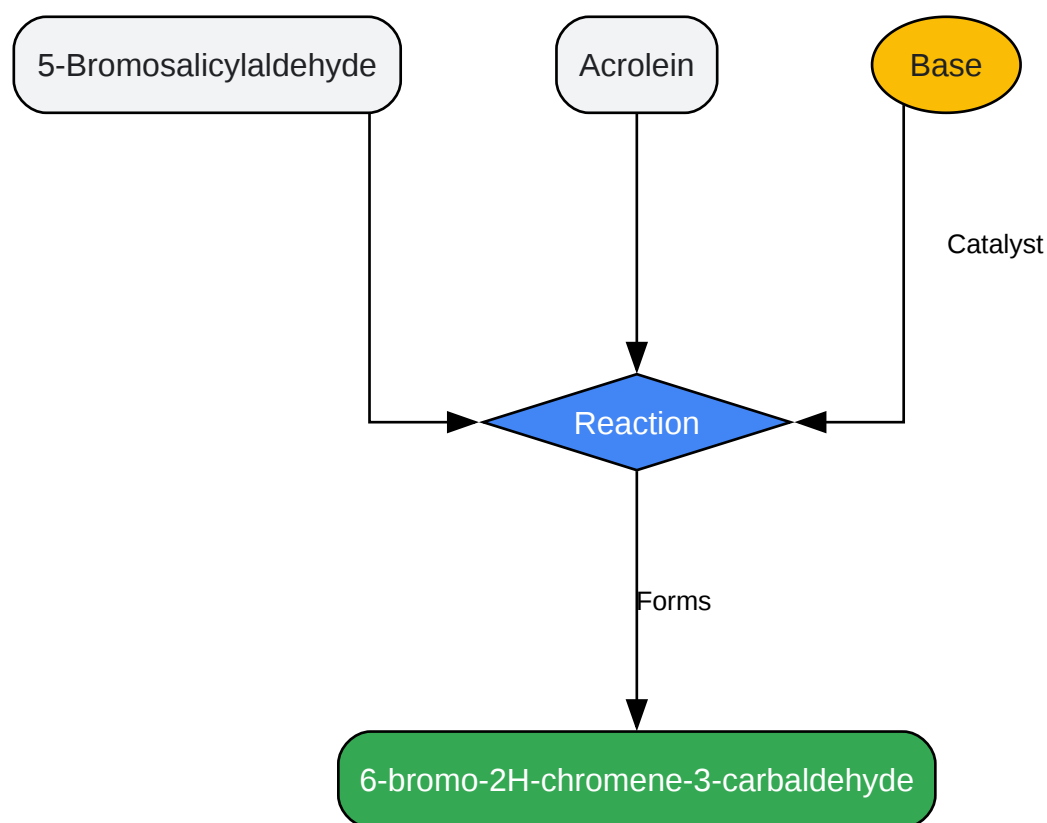 5-Bromosalicylaldehyde
Acrolein
Base
Catalyst
Reaction
Forms
6-bromo-2H-chromene-3-carbaldehyde